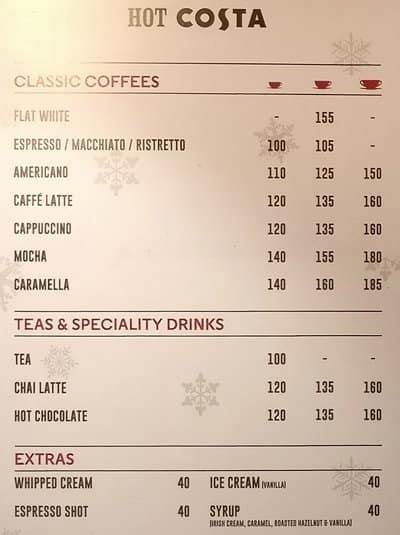 HOT COSTA
CLASSIC COFFEES
FLAT WHITE - 155 -
ESPRESSO / MACCHIATO / RISTRETTO 100 105 -
AMERICANO 110 125 150
CAFFÉ LATTE 120 135 160
CAPPUCCINO 120 135 160
MOCHA 140 155 180
CARAMELLA 140 160 185
TEAS & SPECIALITY DRINKS
TEA 100 - -
CHAI LATTE 120 135 160
HOT CHOCOLATE 120 135 160
EXTRAS
WHIPPED CREAM 40 ICE CREAM (VANILLA) 40
ESPRESSO SHOT 40 SYRUP 40
(IRISH CREAM, CARAMEL, ROASTED HAZELNUT & VANILLA)